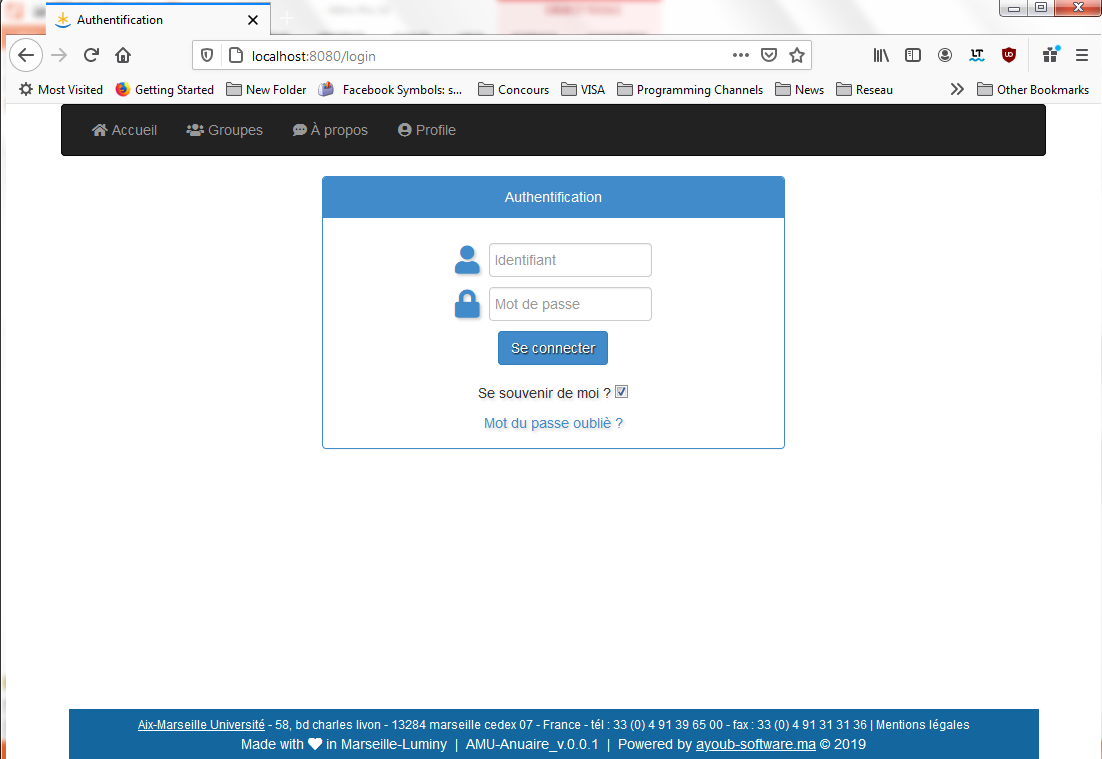 Authentification
localhost:8080/login
Most Visited Getting Started New Folder Facebook Symbols: s... Concours VISA Programming Channels News Reseau Other Bookmarks
Accueil Groupes À propos Profile
Authentification
Identifiant
Mot de passe
Se connecter
Se souvenir de moi ?
Mot du passe oubliè ?
Aix-Marseille Université - 58, bd charles livon - 13284 marseille cedex 07 - France - tél : 33 (0) 4 91 39 65 00 - fax : 33 (0) 4 91 31 31 36 | Mentions légales
Made with in Marseille-Luminy | AMU-Anuaire_v.0.0.1 | Powered by ayoub-software.ma © 2019